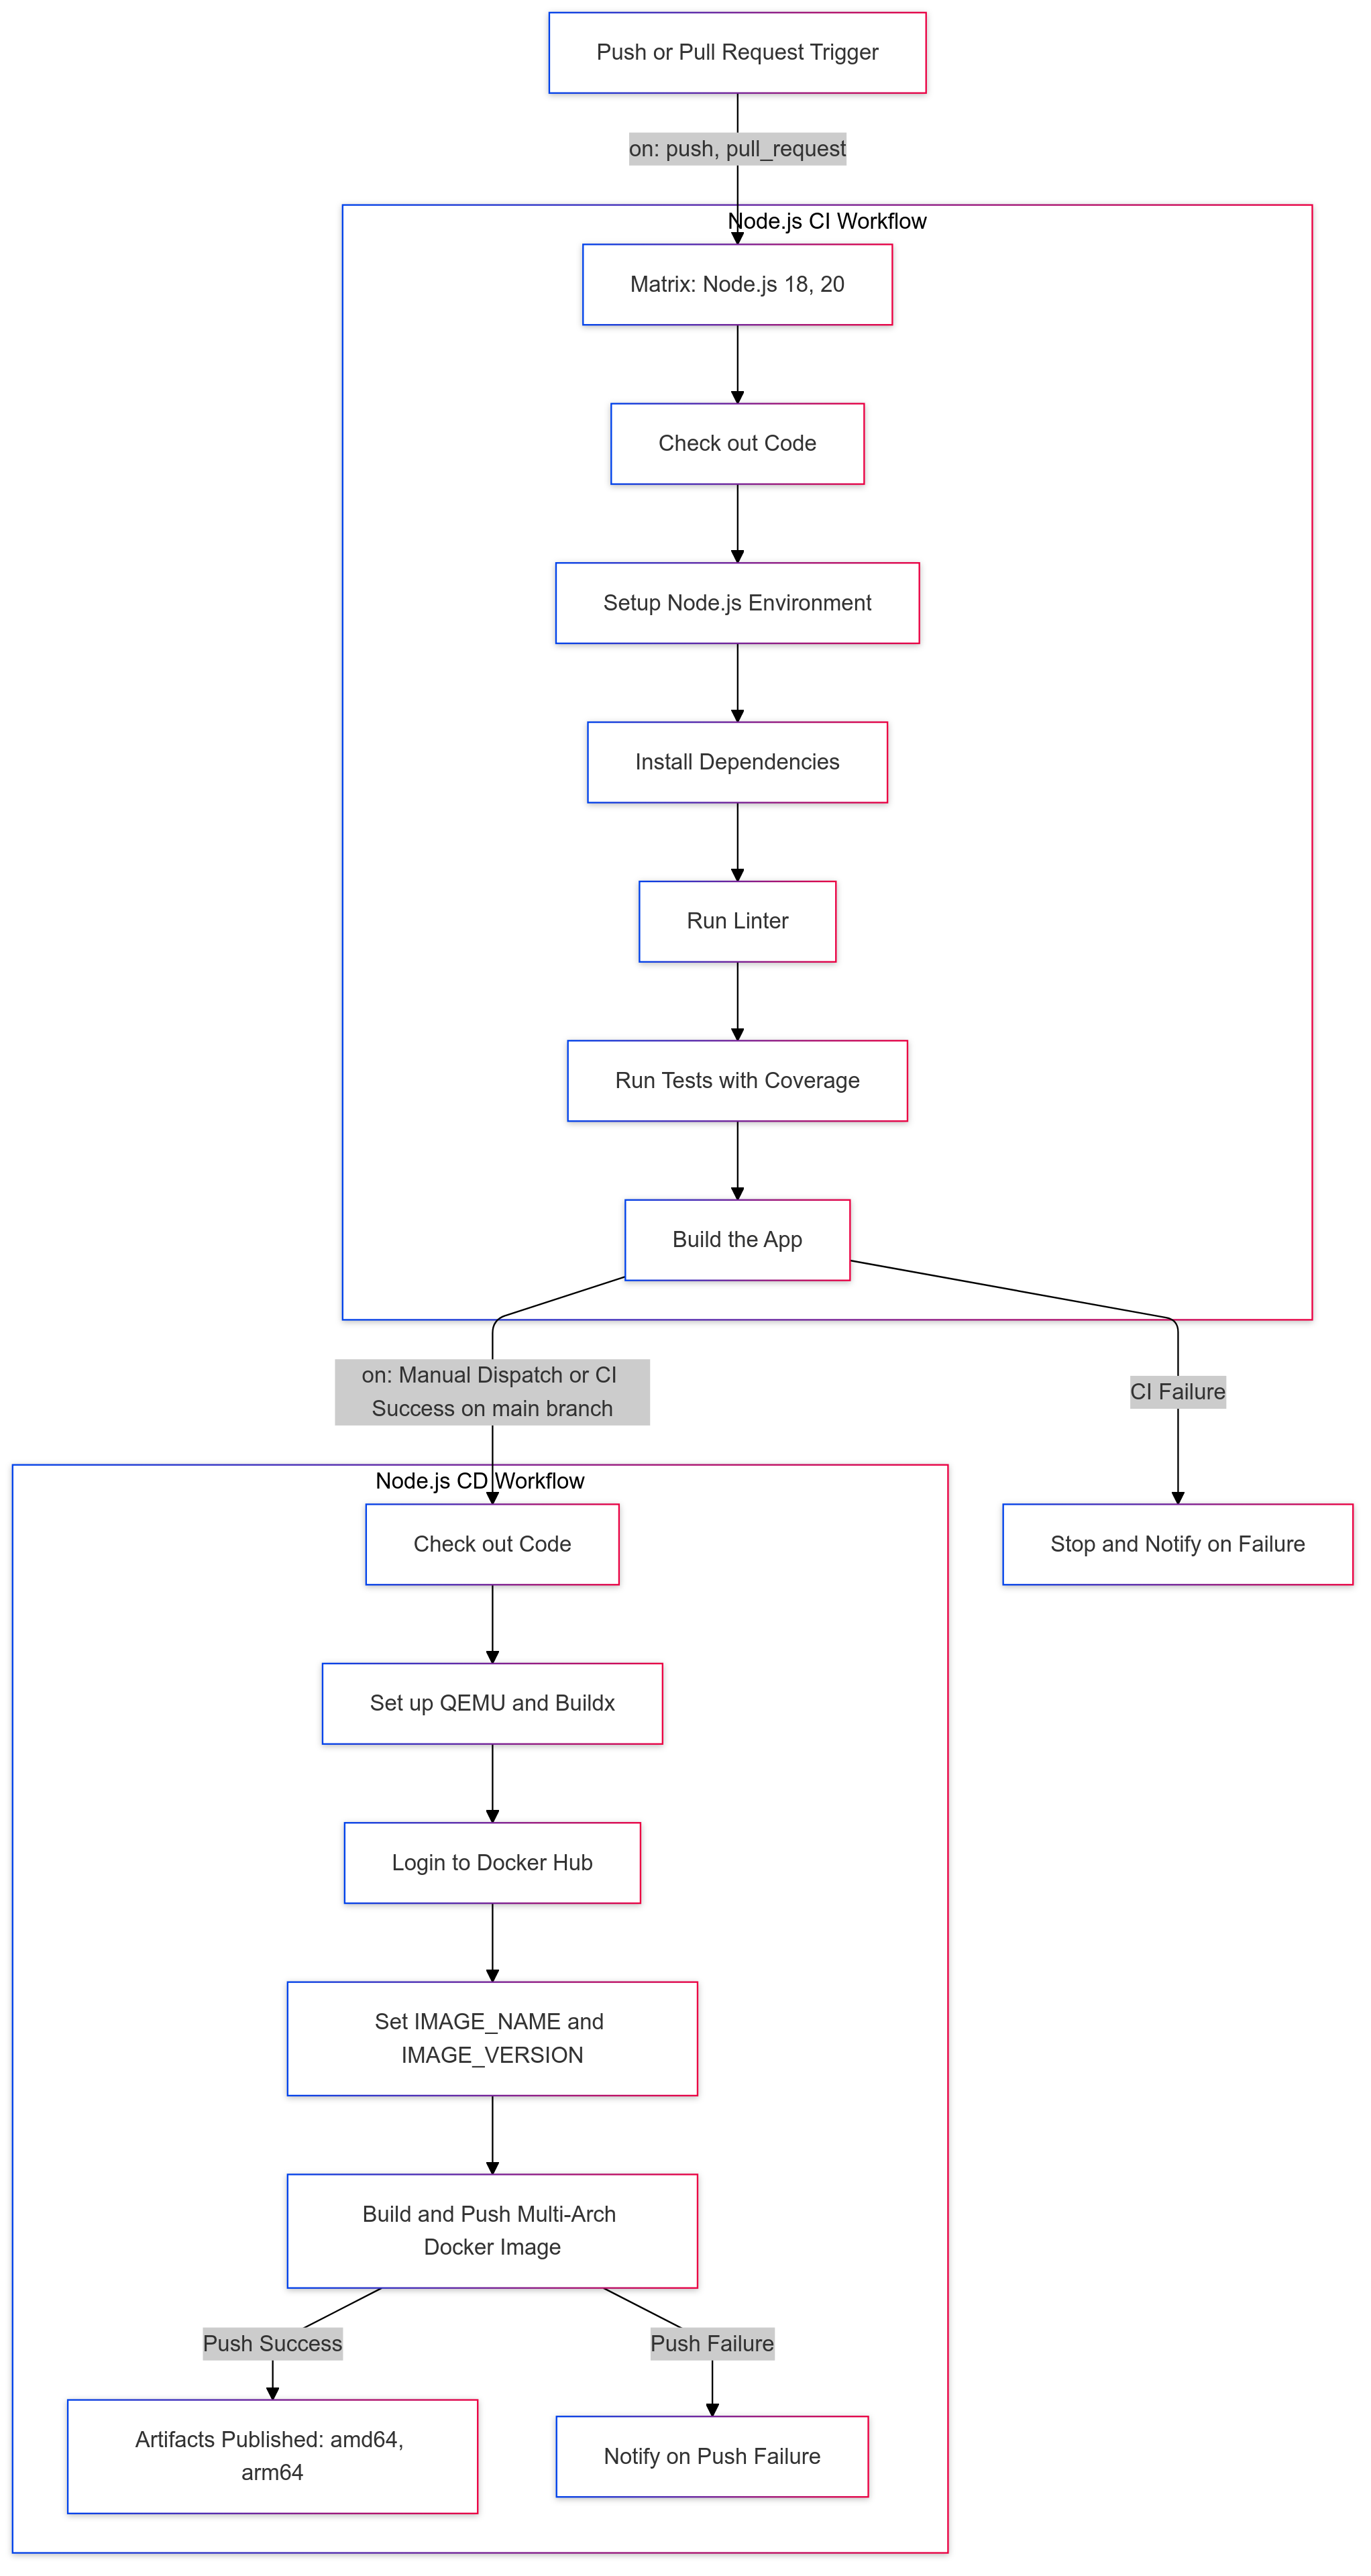 Push or Pull Request Trigger
on: push, pull_request
Node.js CI Workflow
Matrix: Node.js 18, 20
Check out Code
Setup Node.js Environment
Install Dependencies
Run Linter
Run Tests with Coverage
Build the App
on: Manual Dispatch or CI
Success on main branch
CI Failure
Node.js CD Workflow
Check out Code
Stop and Notify on Failure
Set up QEMU and Buildx
Login to Docker Hub
Set IMAGE_NAME and
IMAGE_VERSION
Build and Push Multi-Arch
Docker Image
Push Success
Push Failure
Artifacts Published: amd64,
arm64
Notify on Push Failure